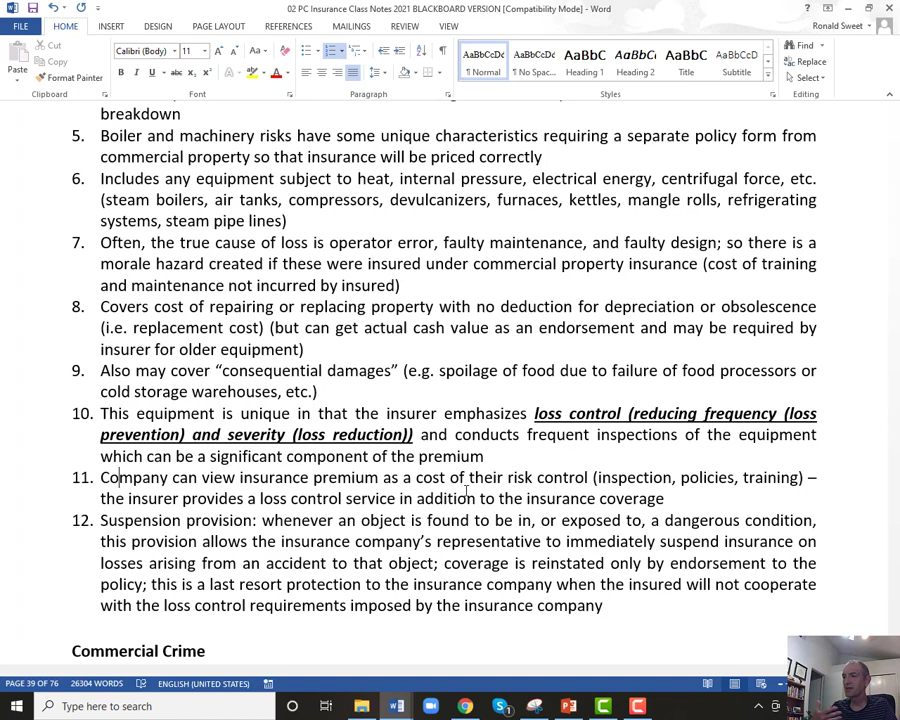 02 PC Insurance Class Notes 2021 BLACKBOARD VERSION [Compatibility Mode] - Word
FILE HOME INSERT DESIGN PAGE LAYOUT REFERENCES MAILINGS REVIEW VIEW Ronald Sweet
Paste
Cut
Copy
Format Painter
Calibri (Body) 11
Find
Replace
Select
AaBbCcDc AaBbCcDc AaBbC AaBbCc AaBbC AaBbCcD
¶ Normal ¶ No Spac... Heading 1 Heading 2 Title Subtitle
Clipboard Font Paragraph Styles Editing
breakdown
5. Boiler and machinery risks have some unique characteristics requiring a separate policy form from
commercial property so that insurance will be priced correctly
6. Includes any equipment subject to heat, internal pressure, electrical energy, centrifugal force, etc.
(steam boilers, air tanks, compressors, devulcanizers, furnaces, kettles, mangle rolls, refrigerating
systems, steam pipe lines)
7. Often, the true cause of loss is operator error, faulty maintenance, and faulty design; so there is a
morale hazard created if these were insured under commercial property insurance (cost of training
and maintenance not incurred by insured)
8. Covers cost of repairing or replacing property with no deduction for depreciation or obsolescence
(i.e. replacement cost) (but can get actual cash value as an endorsement and may be required by
insurer for older equipment)
9. Also may cover “consequential damages” (e.g. spoilage of food due to failure of food processors or
cold storage warehouses, etc.)
10. This equipment is unique in that the insurer emphasizes loss control (reducing frequency (loss
prevention) and severity (loss reduction)) and conducts frequent inspections of the equipment
which can be a significant component of the premium
11. Company can view insurance premium as a cost of their risk control (inspection, policies, training) –
the insurer provides a loss control service in addition to the insurance coverage
12. Suspension provision: whenever an object is found to be in, or exposed to, a dangerous condition,
this provision allows the insurance company’s representative to immediately suspend insurance on
losses arising from an accident to that object; coverage is reinstated only by endorsement to the
policy; this is a last resort protection to the insurance company when the insured will not cooperate
with the loss control requirements imposed by the insurance company
Commercial Crime
PAGE 39 OF 76 26304 WORDS ENGLISH (UNITED STATES)
Type here to search